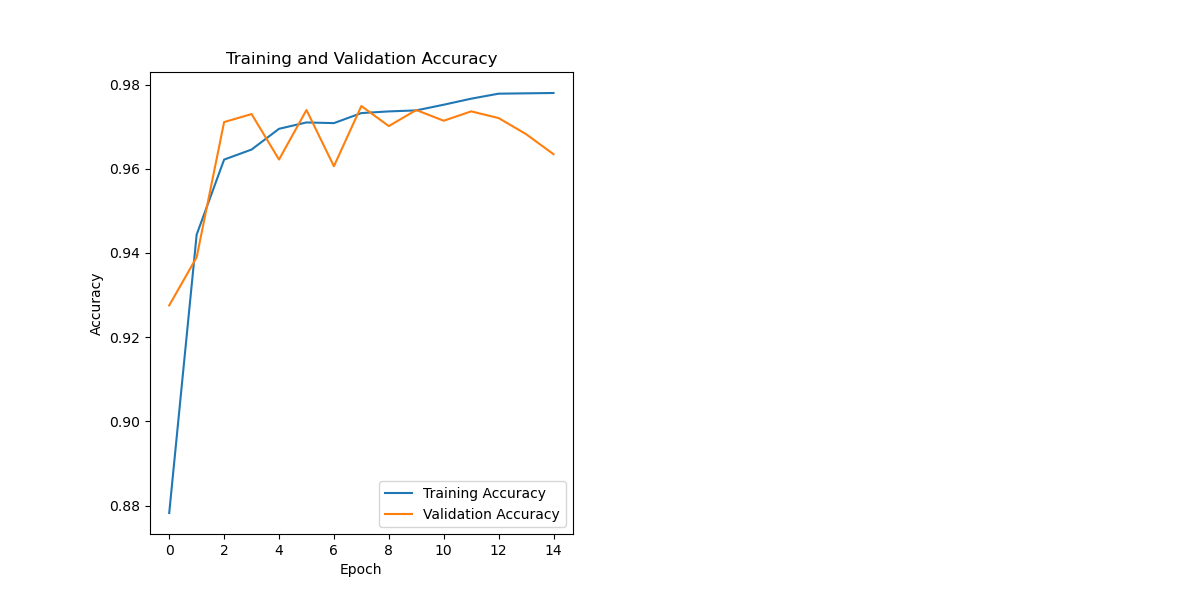 Training and Validation Accuracy
Accuracy
0.98
0.96
0.94
0.92
0.90
0.88
Training Accuracy
Validation Accuracy
0 2 4 6 8 10 12 14
Epoch